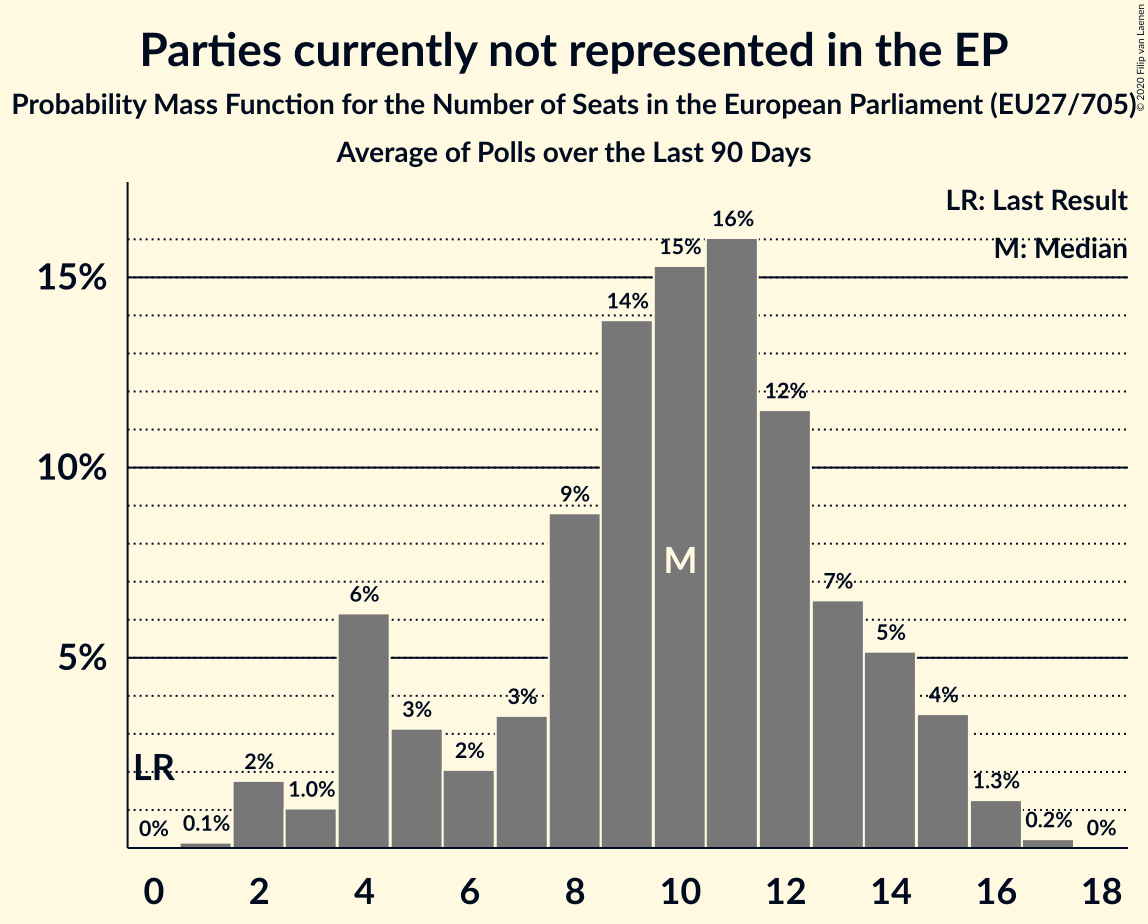 Parties currently not represented in the EP
Probability Mass Function for the Number of Seats in the European Parliament (EU27/705)
Average of Polls over the Last 90 Days
© 2020 Filip van Laenen
LR: Last Result
M: Median
15%
10%
5%
LR
M
0%
0.1%
2%
1.0%
6%
3%
2%
3%
9%
14%
15%
16%
12%
7%
5%
4%
1.3%
0.2%
0%
0 2 4 6 8 10 12 14 16 18